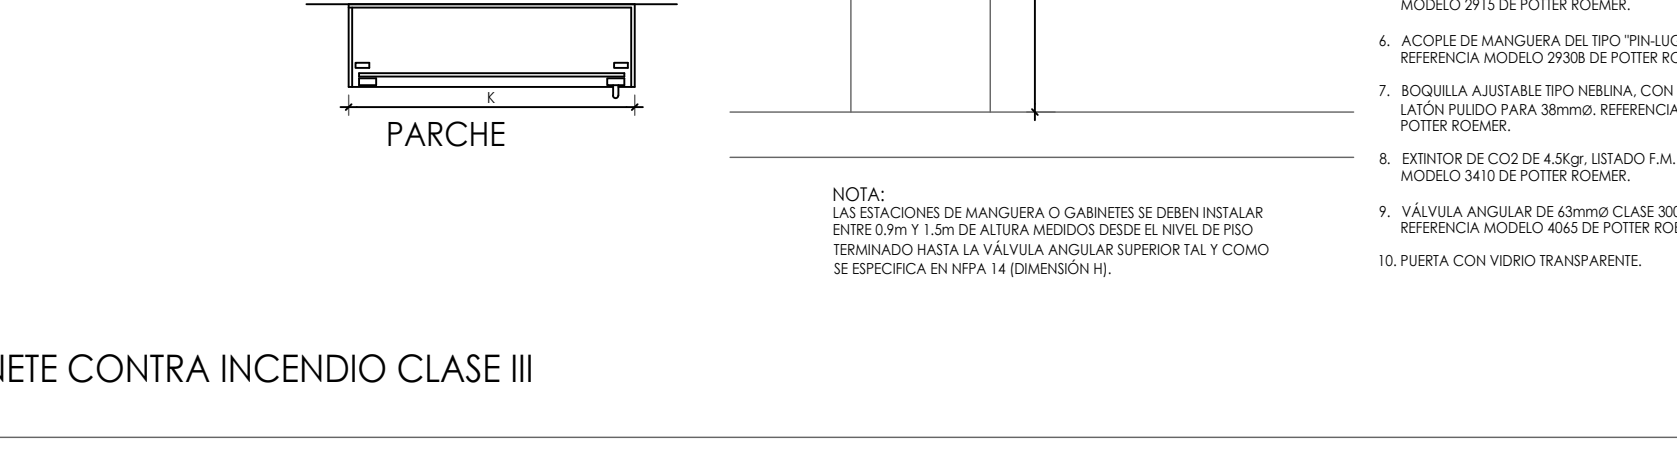 K
PARCHE
NOTA:
LAS ESTACIONES DE MANGUERA O GABINETES SE DEBEN INSTALAR
ENTRE 0.9m Y 1.5m DE ALTURA MEDIDOS DESDE EL NIVEL DE PISO
TERMINADO HASTA LA VÁLVULA ANGULAR SUPERIOR TAL Y COMO
SE ESPECIFICA EN NFPA 14 (DIMENSIÓN H).
MODELO 2915 DE POTTER ROEMER.
6. ACOPLE DE MANGUERA DEL TIPO "PIN-LUG
REFERENCIA MODELO 2930B DE POTTER RO
7. BOQUILLA AJUSTABLE TIPO NEBLINA, CON
LATÓN PULIDO PARA 38mmØ. REFERENCIA
POTTER ROEMER.
8. EXTINTOR DE CO2 DE 4.5Kgr, LISTADO F.M.
MODELO 3410 DE POTTER ROEMER.
9. VÁLVULA ANGULAR DE 63mmØ CLASE 300
REFERENCIA MODELO 4065 DE POTTER ROE
10. PUERTA CON VIDRIO TRANSPARENTE.
NETE CONTRA INCENDIO CLASE III